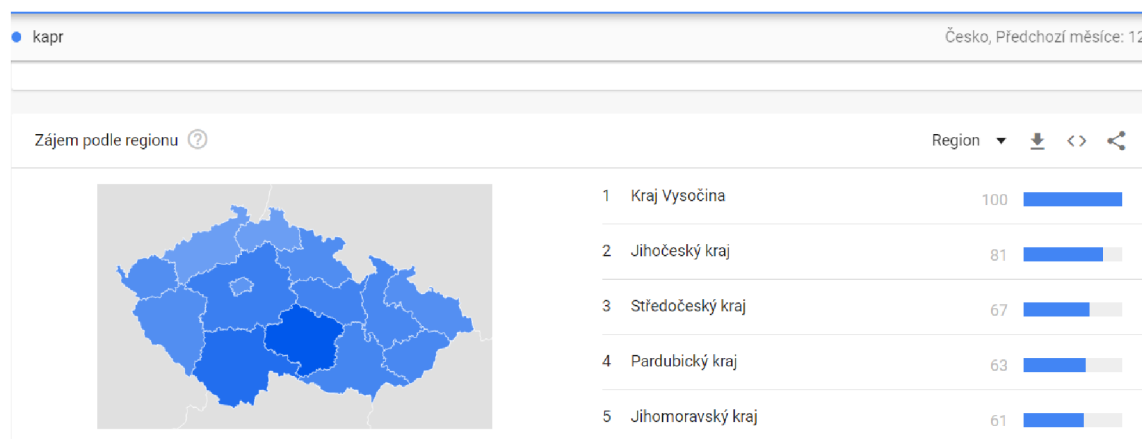 kapr
Česko, Předchozí měsíce: 12
Zájem podle regionu ?
Region
1 Kraj Vysočina 100
2 Jihočeský kraj 81
3 Středočeský kraj 67
4 Pardubický kraj 63
5 Jihomoravský kraj 61